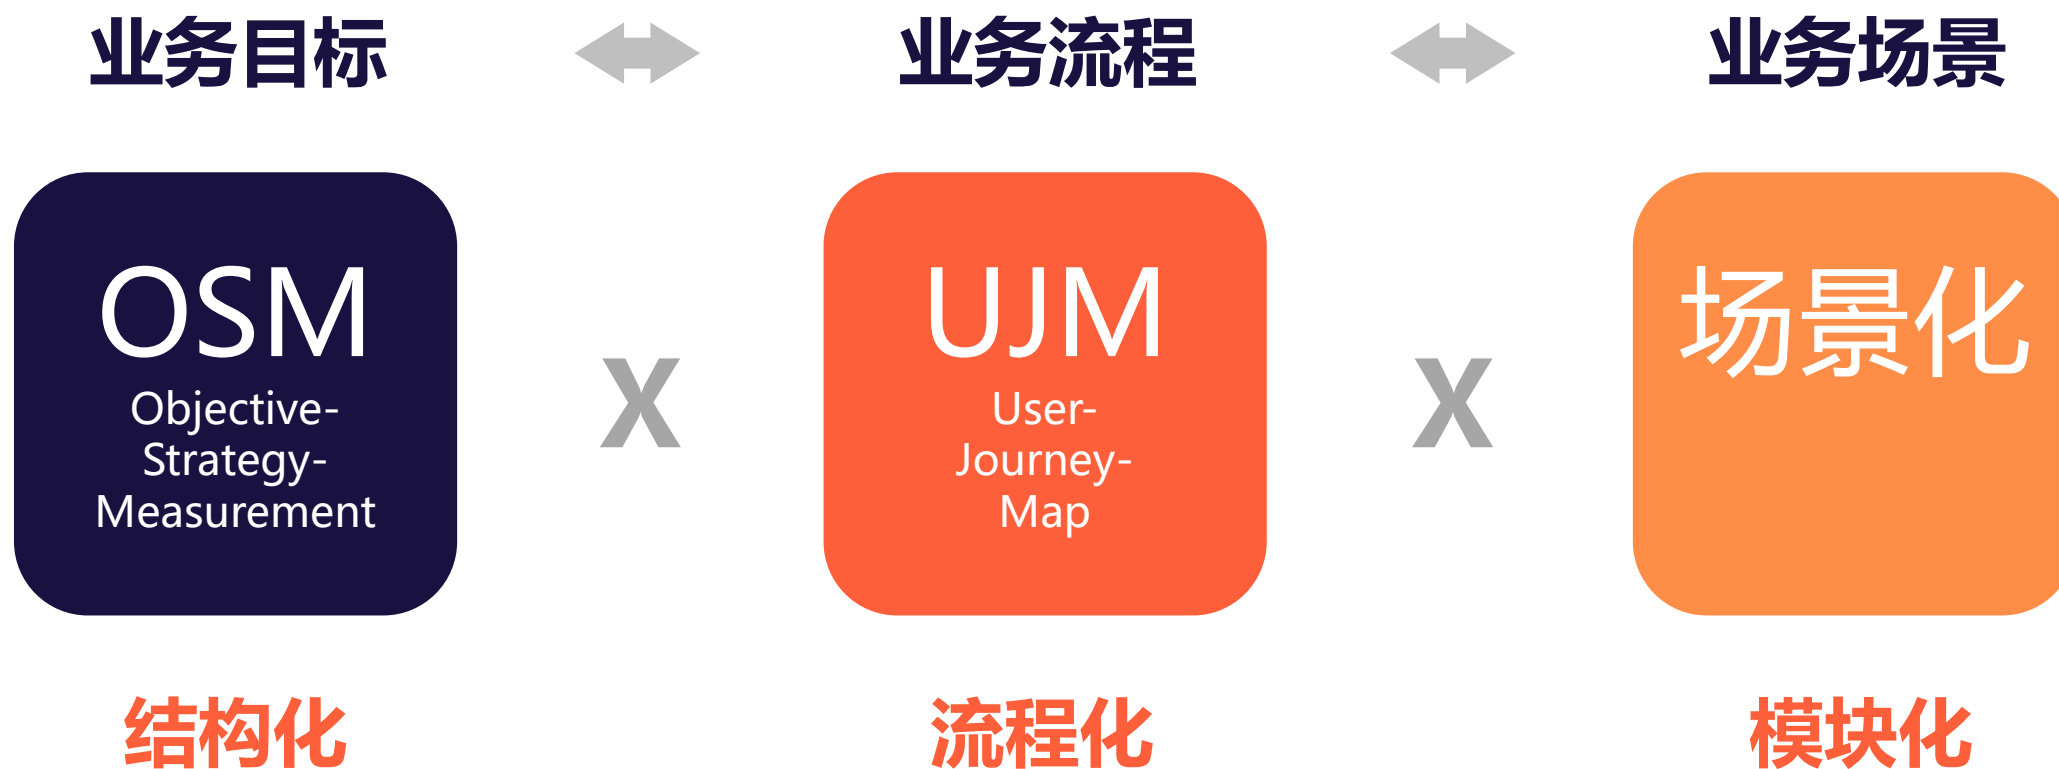 业务目标
业务流程
业务场景
OSM
Objective-
Strategy-
Measurement
X
UJM
User-
Journey-
Map
X
场景化
结构化
流程化
模块化